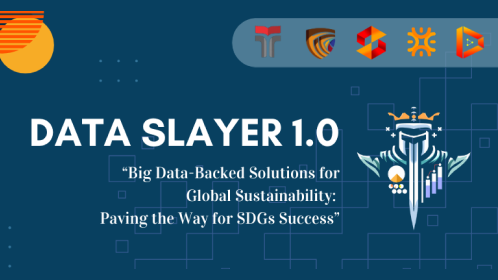 DATA SLAYER 1.0
“Big Data-Backed Solutions for
Global Sustainability:
Paving the Way for SDGs Success”